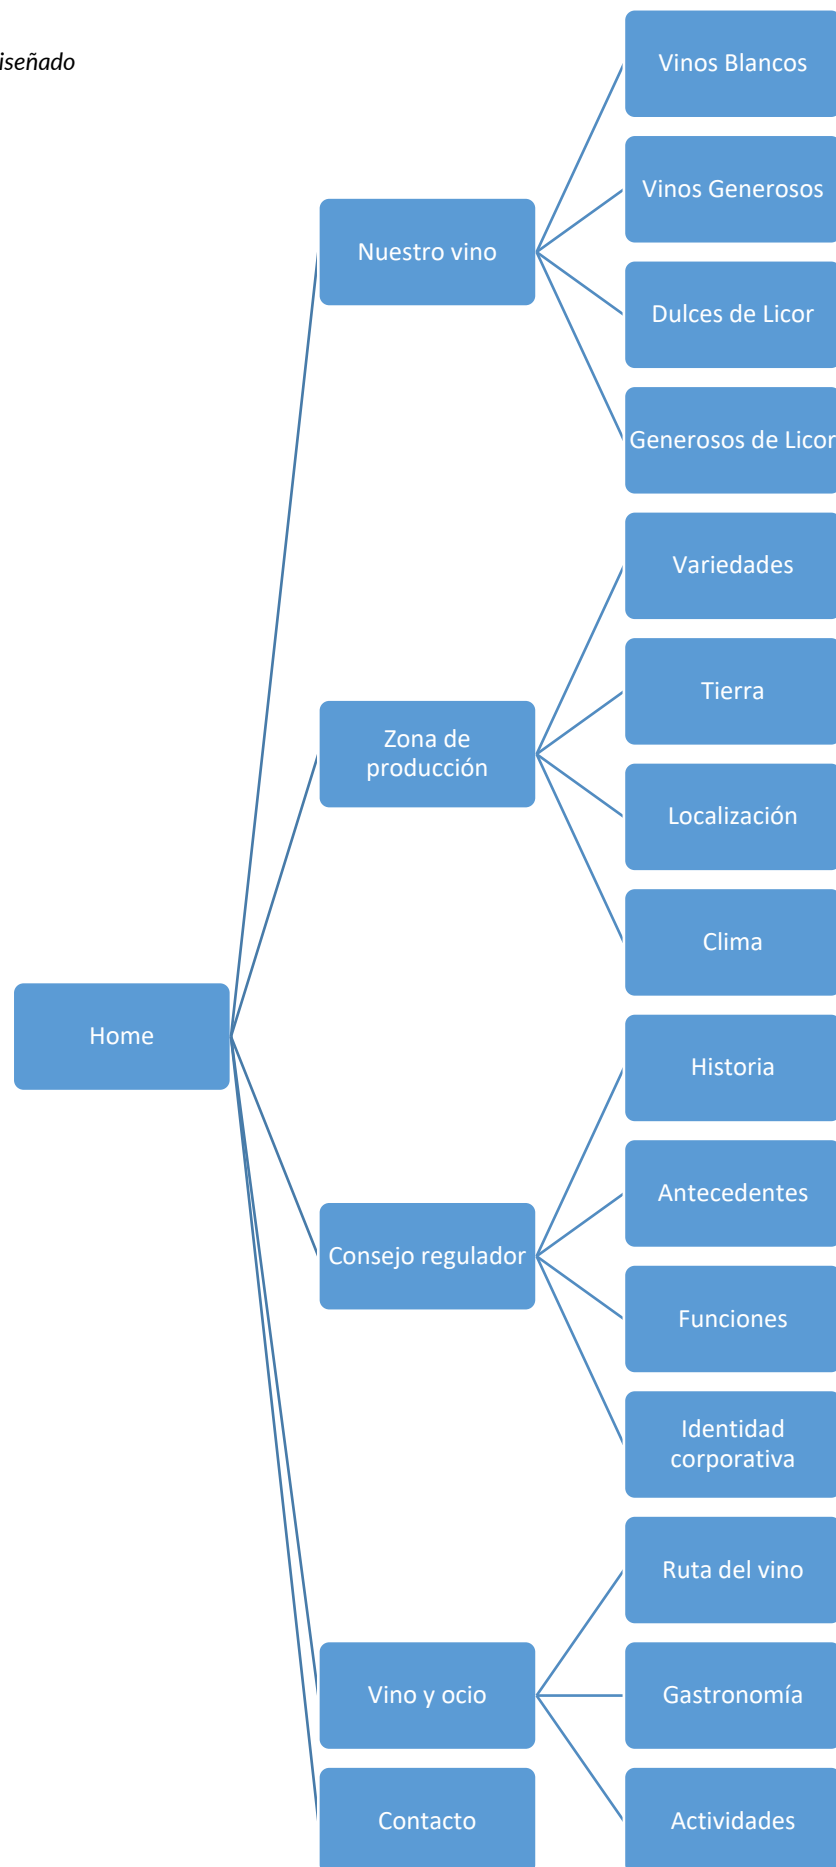 iseñado
Vinos Blancos
Vinos Generosos
Nuestro vino
Dulces de Licor
Generosos de Licor
Variedades
Tierra
Zona de
producción
Localización
Clima
Home
Historia
Antecedentes
Consejo regulador
Funciones
Identidad
corporativa
Ruta del vino
Vino y ocio
Gastronomía
Contacto
Actividades